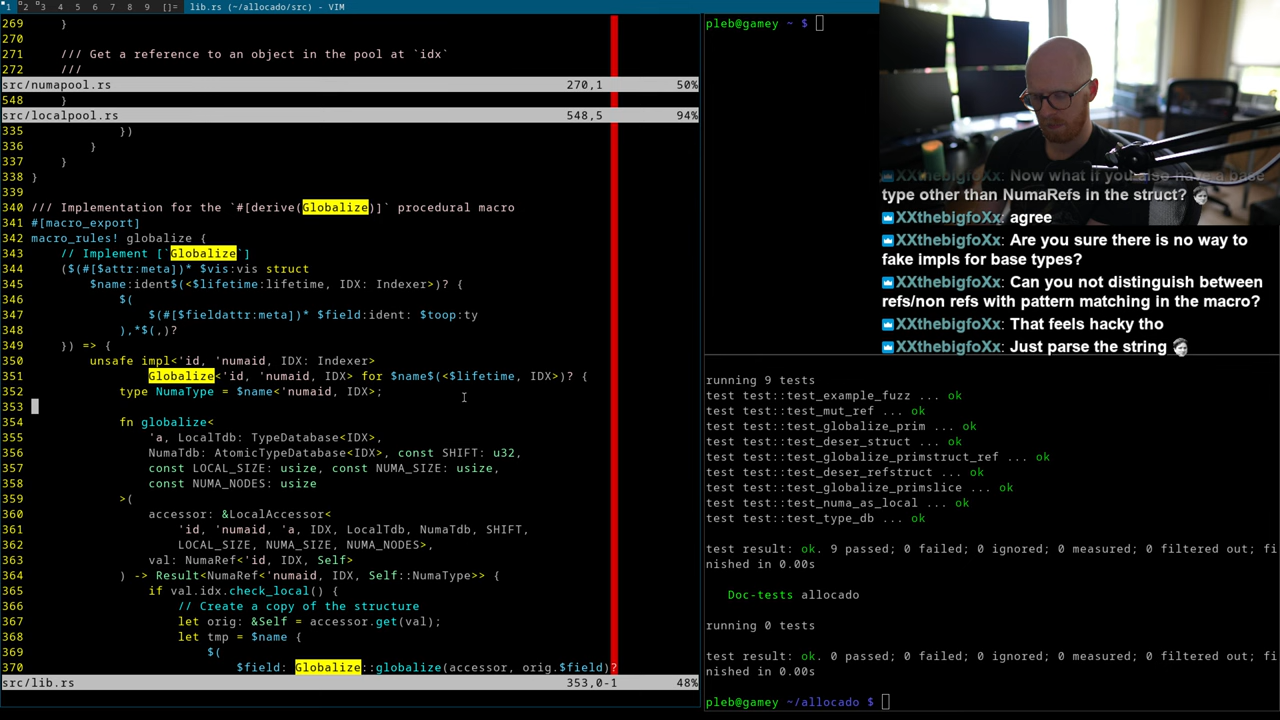 1 2 3 4 5 6 7 8 9 []= lib.rs (~/allocado/src) - VIM
269     }
270
271     /// Get a reference to an object in the pool at `idx`
272     ///
src/numapool.rs 270,1 50%
548     }
src/localpool.rs 548,5 94%
335             })
336         }
337     }
338 }
339
340 /// Implementation for the `#[derive(Globalize)]` procedural macro
341 #[macro_export]
342 macro_rules! globalize {
343     // Implement [`Globalize`]
344     ($(#[$attr:meta])* $vis:vis struct
345         $name:ident$(<$lifetime:lifetime, IDX: Indexer>)? {
346             $(
347                 $(#[$fieldattr:meta])* $field:ident: $toop:ty
348             ),*$(,)?
349     }) => {
350         unsafe impl<'id, 'numaid, IDX: Indexer>
351                 Globalize<'id, 'numaid, IDX> for $name$(<$lifetime, IDX>)? {
352             type NumaType = $name<'numaid, IDX>;
353
354             fn globalize<
355                 'a, LocalTdb: TypeDatabase<IDX>,
356                 NumaTdb: AtomicTypeDatabase<IDX>, const SHIFT: u32,
357                 const LOCAL_SIZE: usize, const NUMA_SIZE: usize,
358                 const NUMA_NODES: usize
359             >(
360                 accessor: &LocalAccessor<
361                     'id, 'numaid, 'a, IDX, LocalTdb, NumaTdb, SHIFT,
362                     LOCAL_SIZE, NUMA_SIZE, NUMA_NODES>,
363                 val: NumaRef<'id, IDX, Self>
364             ) -> Result<NumaRef<'numaid, IDX, Self::NumaType>> {
365                 if val.idx.check_local() {
366                     // Create a copy of the structure
367                     let orig: &Self = accessor.get(val);
368                     let tmp = $name {
369                         $(
370                             $field: Globalize::globalize(accessor, orig.$field)?
src/lib.rs 353,0-1 48%
pleb@gamey ~ $
XXthebigfoXx: Now what if you also have a base
type other than NumaRefs in the struct?
XXthebigfoXx: agree
XXthebigfoXx: Are you sure there is no way to
fake impls for base types?
XXthebigfoXx: Can you not distinguish between
refs/non refs with pattern matching in the macro?
XXthebigfoXx: That feels hacky tho
XXthebigfoXx: Just parse the string
running 9 tests
test test::test_example_fuzz ... ok
test test::test_mut_ref ... ok
test test::test_globalize_prim ... ok
test test::test_deser_struct ... ok
test test::test_globalize_primstruct_ref ... ok
test test::test_deser_refstruct ... ok
test test::test_globalize_primslice ... ok
test test::test_numa_as_local ... ok
test test::test_type_db ... ok
test result: ok. 9 passed; 0 failed; 0 ignored; 0 measured; 0 filtered out; fi
nished in 0.00s
Doc-tests allocado
running 0 tests
test result: ok. 0 passed; 0 failed; 0 ignored; 0 measured; 0 filtered out; fi
nished in 0.00s
pleb@gamey ~/allocado $